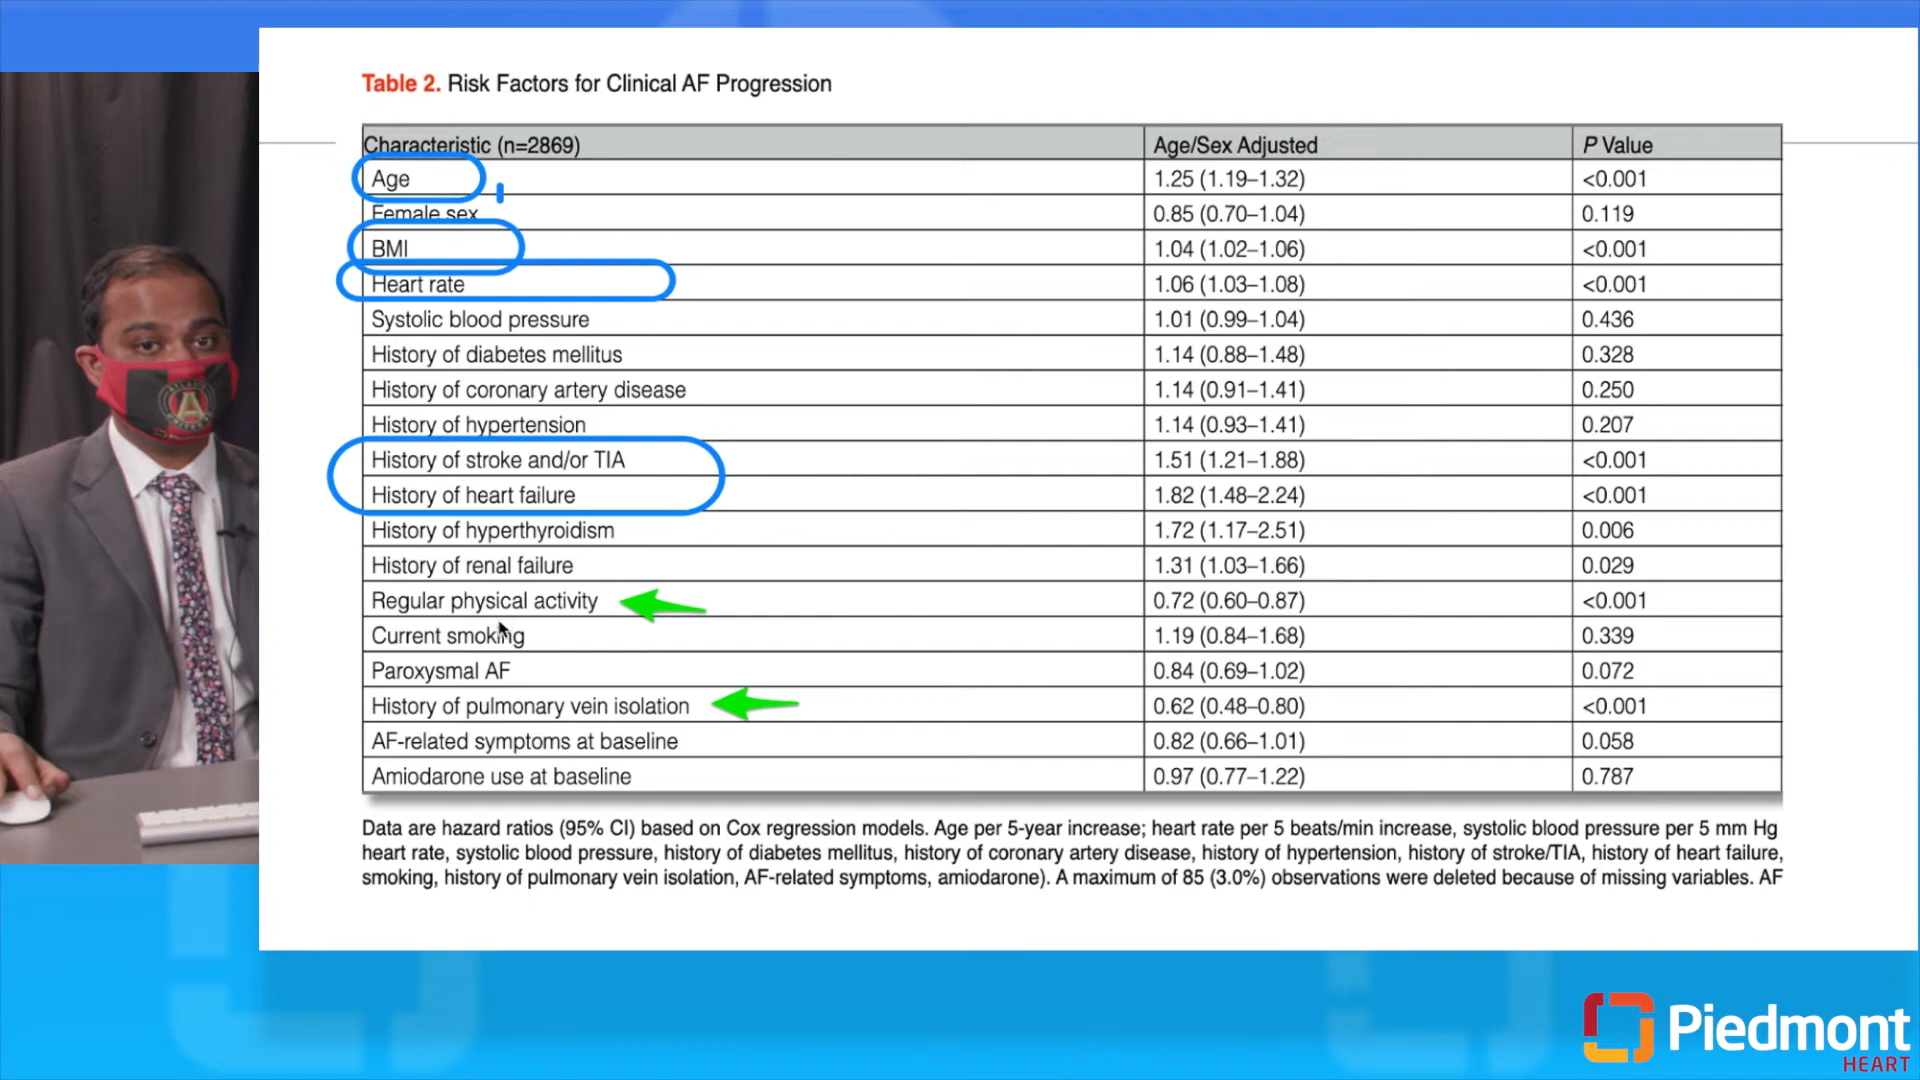 Table 2. Risk Factors for Clinical AF Progression
Characteristic (n=2869) Age/Sex Adjusted P Value
Age 1.25 (1.19–1.32) <0.001
Female sex 0.85 (0.70–1.04) 0.119
BMI 1.04 (1.02–1.06) <0.001
Heart rate 1.06 (1.03–1.08) <0.001
Systolic blood pressure 1.01 (0.99–1.04) 0.436
History of diabetes mellitus 1.14 (0.88–1.48) 0.328
History of coronary artery disease 1.14 (0.91–1.41) 0.250
History of hypertension 1.14 (0.93–1.41) 0.207
History of stroke and/or TIA 1.51 (1.21–1.88) <0.001
History of heart failure 1.82 (1.48–2.24) <0.001
History of hyperthyroidism 1.72 (1.17–2.51) 0.006
History of renal failure 1.31 (1.03–1.66) 0.029
Regular physical activity 0.72 (0.60–0.87) <0.001
Current smoking 1.19 (0.84–1.68) 0.339
Paroxysmal AF 0.84 (0.69–1.02) 0.072
History of pulmonary vein isolation 0.62 (0.48–0.80) <0.001
AF-related symptoms at baseline 0.82 (0.66–1.01) 0.058
Amiodarone use at baseline 0.97 (0.77–1.22) 0.787
Data are hazard ratios (95% CI) based on Cox regression models. Age per 5-year increase; heart rate per 5 beats/min increase, systolic blood pressure per 5 mm Hg
heart rate, systolic blood pressure, history of diabetes mellitus, history of coronary artery disease, history of hypertension, history of stroke/TIA, history of heart failure,
smoking, history of pulmonary vein isolation, AF-related symptoms, amiodarone). A maximum of 85 (3.0%) observations were deleted because of missing variables. AF
Piedmont
HEART